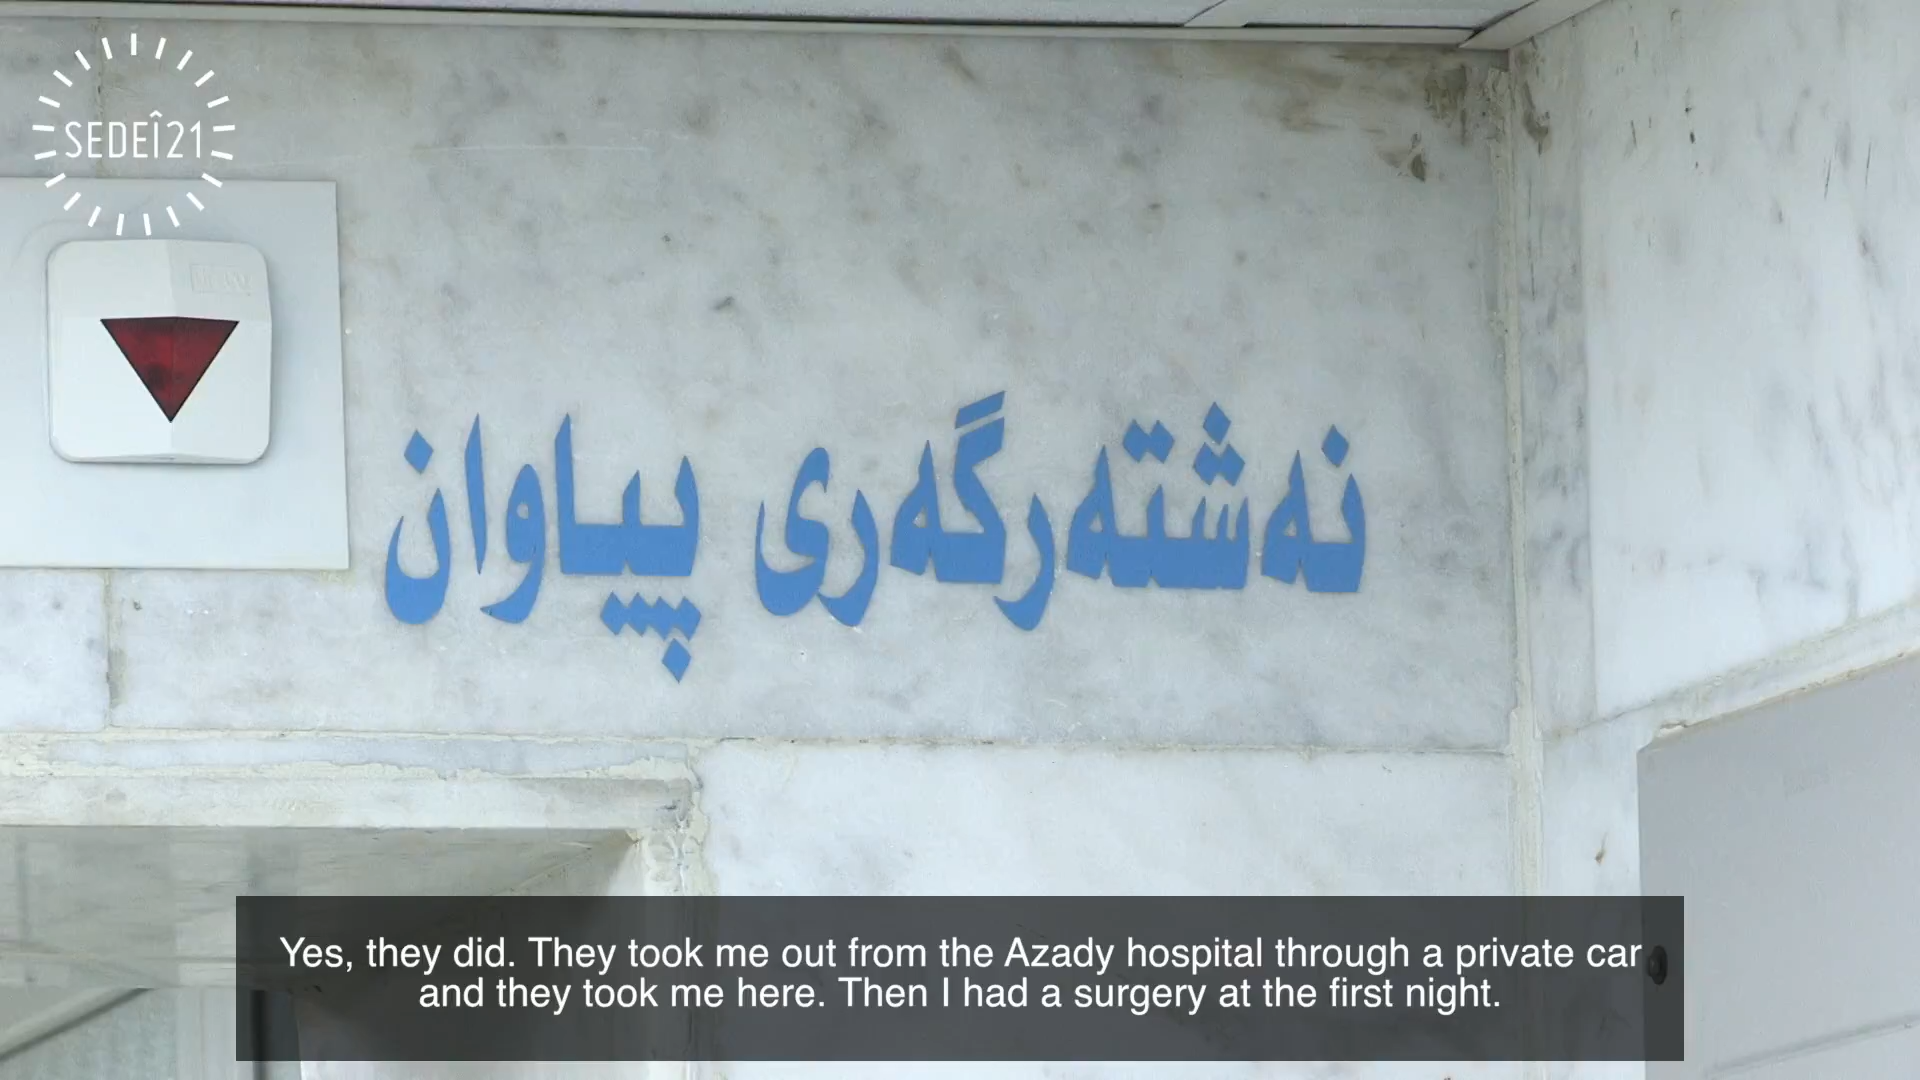 SEDEÎ21
نەشتەرگەری پیاوان
Yes, they did. They took me out from the Azady hospital through a private car
and they took me here. Then I had a surgery at the first night.